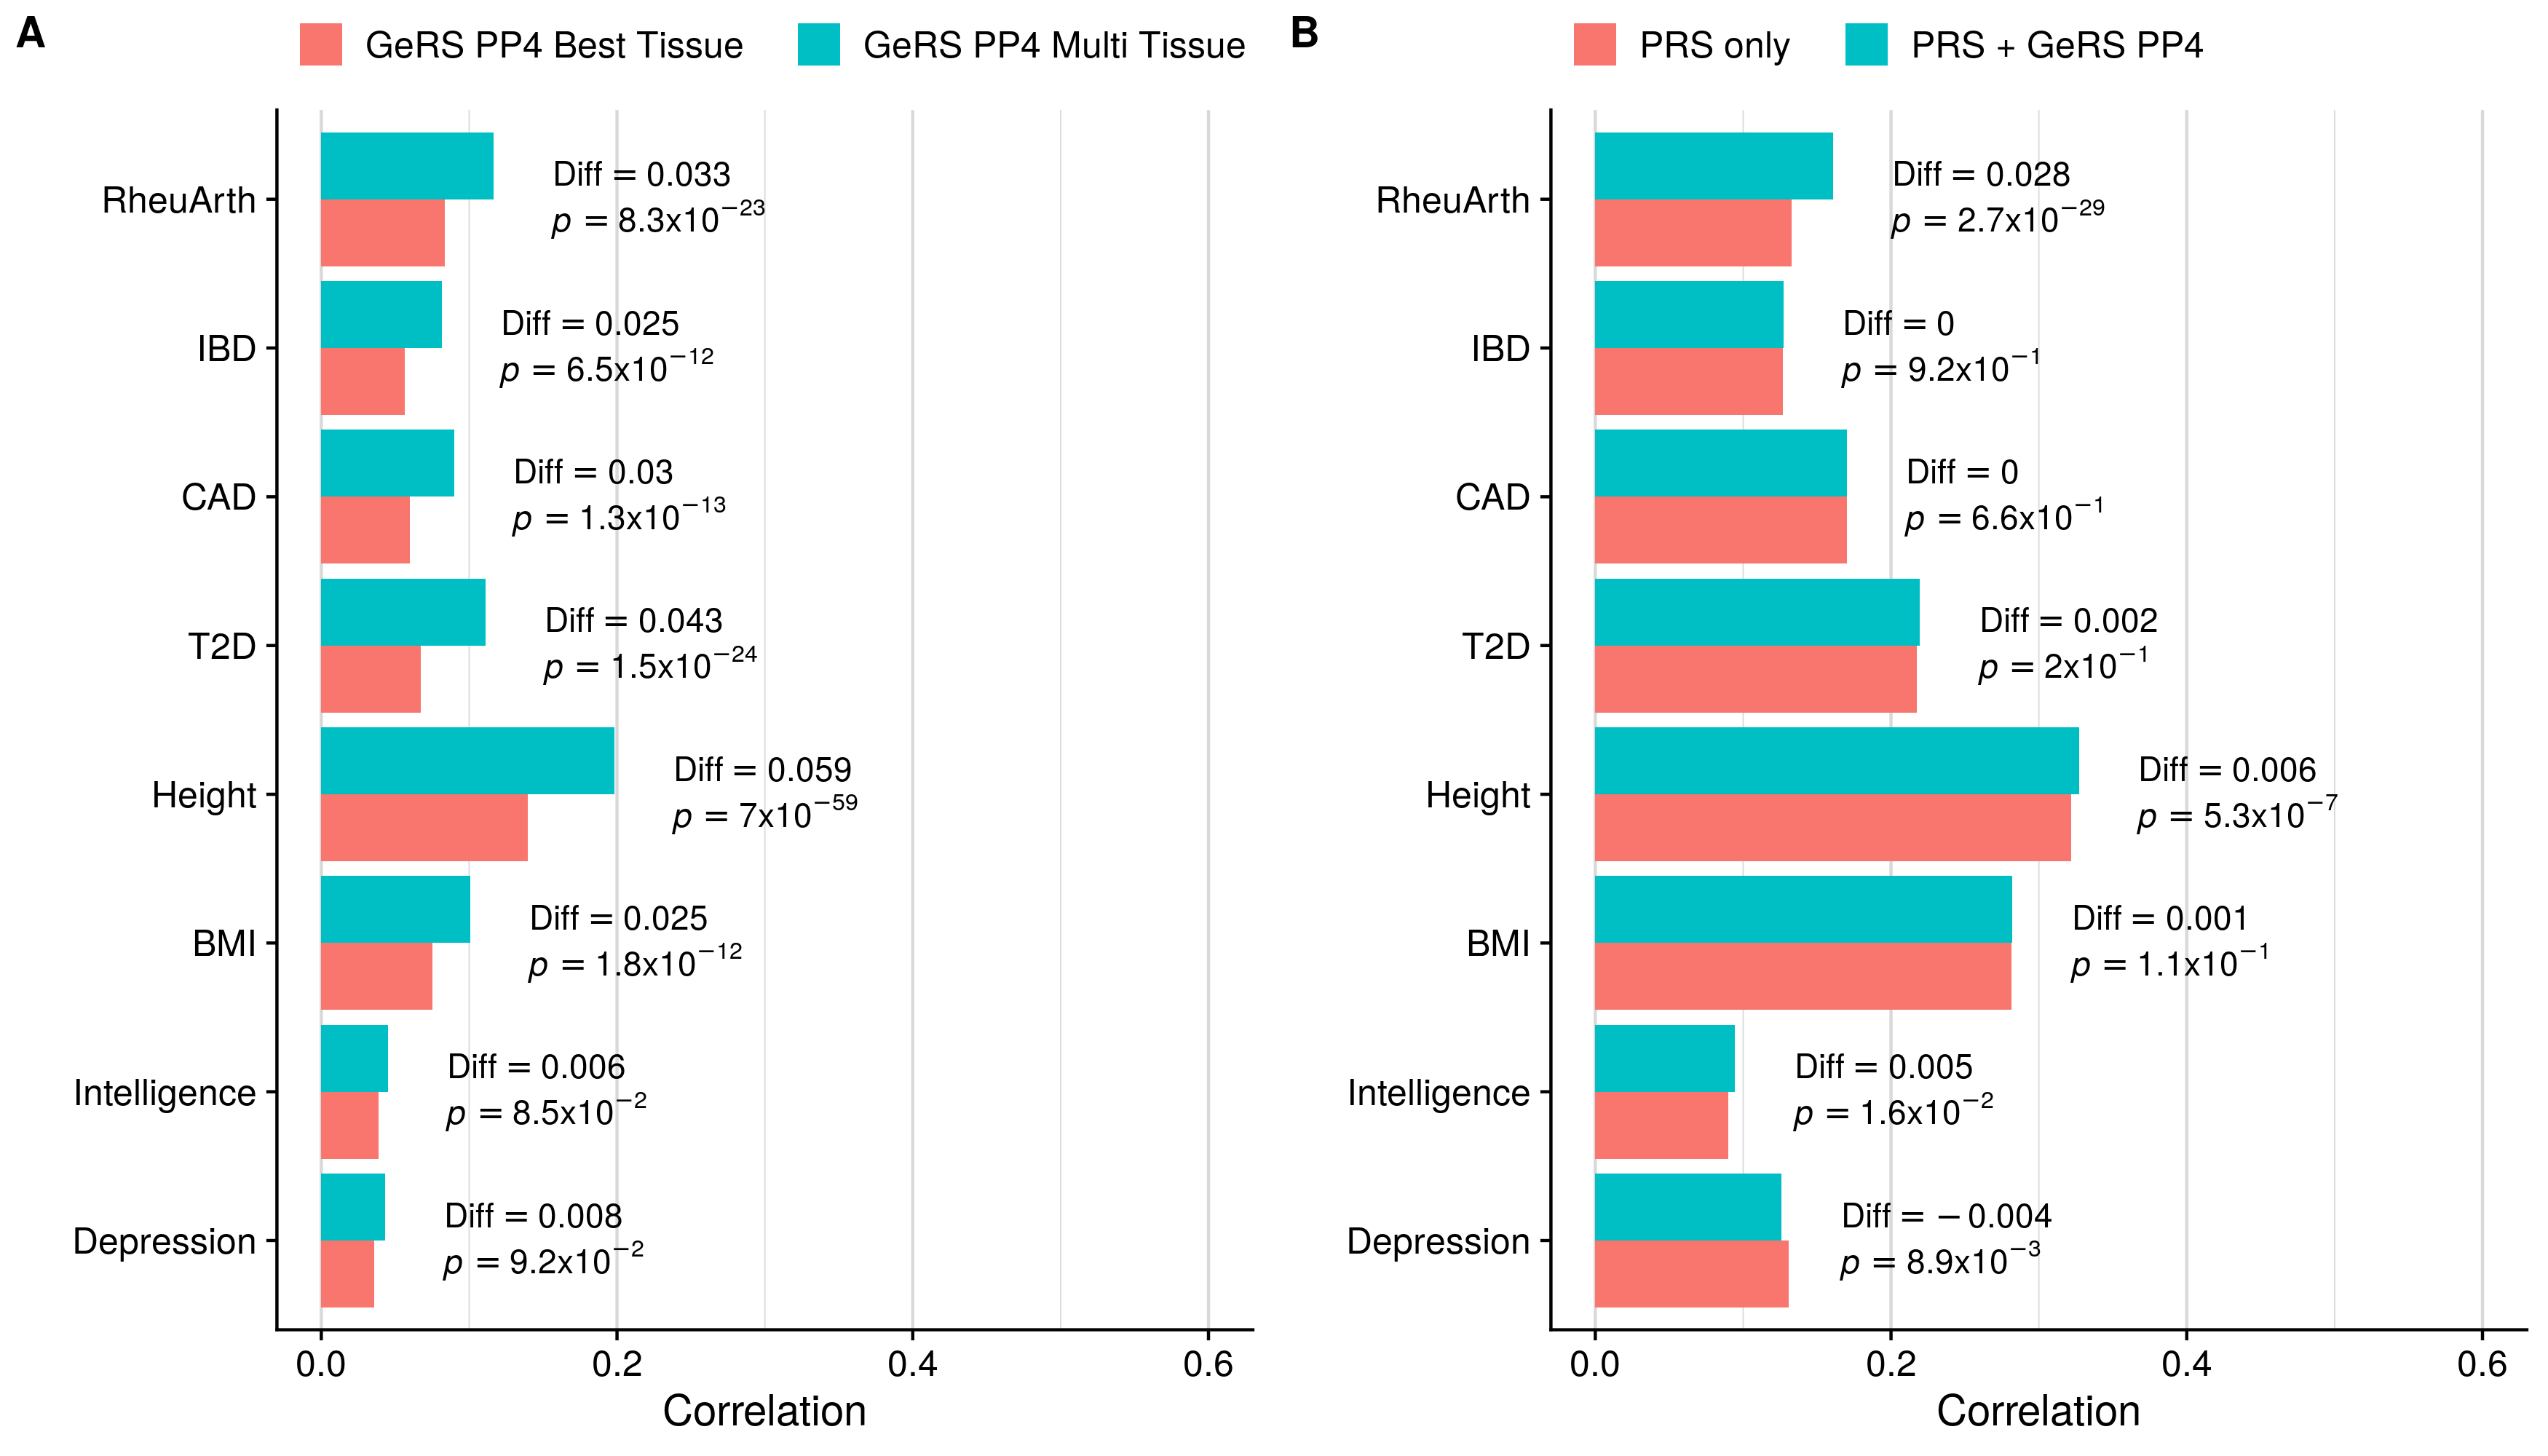 A
GeRS PP4 Best Tissue
GeRS PP4 Multi Tissue
RheuArth
Diff = 0.033
p = 8.3x10⁻²³
IBD
Diff = 0.025
p = 6.5x10⁻¹²
CAD
Diff = 0.03
p = 1.3x10⁻¹³
T2D
Diff = 0.043
p = 1.5x10⁻²⁴
Height
Diff = 0.059
p = 7x10⁻⁵⁹
BMI
Diff = 0.025
p = 1.8x10⁻¹²
Intelligence
Diff = 0.006
p = 8.5x10⁻²
Depression
Diff = 0.008
p = 9.2x10⁻²
0.0 0.2 0.4 0.6
Correlation
B
PRS only
PRS + GeRS PP4
RheuArth
Diff = 0.028
p = 2.7x10⁻²⁹
IBD
Diff = 0
p = 9.2x10⁻¹
CAD
Diff = 0
p = 6.6x10⁻¹
T2D
Diff = 0.002
p = 2x10⁻¹
Height
Diff = 0.006
p = 5.3x10⁻⁷
BMI
Diff = 0.001
p = 1.1x10⁻¹
Intelligence
Diff = 0.005
p = 1.6x10⁻²
Depression
Diff = −0.004
p = 8.9x10⁻³
0.0 0.2 0.4 0.6
Correlation